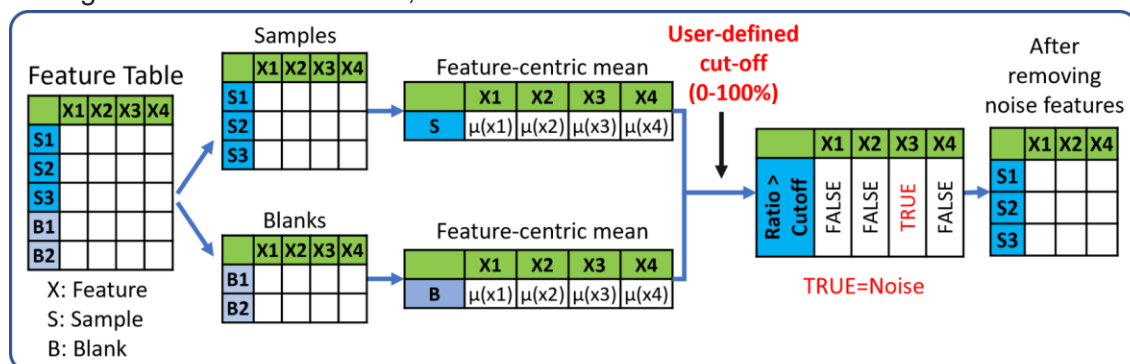 Feature Table
X1 X2 X3 X4
S1
S2
S3
B1
B2
X: Feature
S: Sample
B: Blank
Samples
X1 X2 X3 X4
S1
S2
S3
Blanks
X1 X2 X3 X4
B1
B2
Feature-centric mean
X1 X2 X3 X4
S μ(x1) μ(x2) μ(x3) μ(x4)
Feature-centric mean
X1 X2 X3 X4
B μ(x1) μ(x2) μ(x3) μ(x4)
User-defined
cut-off
(0-100%)
X1 X2 X3 X4
Ratio >
Cutoff
FALSE FALSE TRUE FALSE
TRUE=Noise
After
removing
noise features
X1 X2 X4
S1
S2
S3